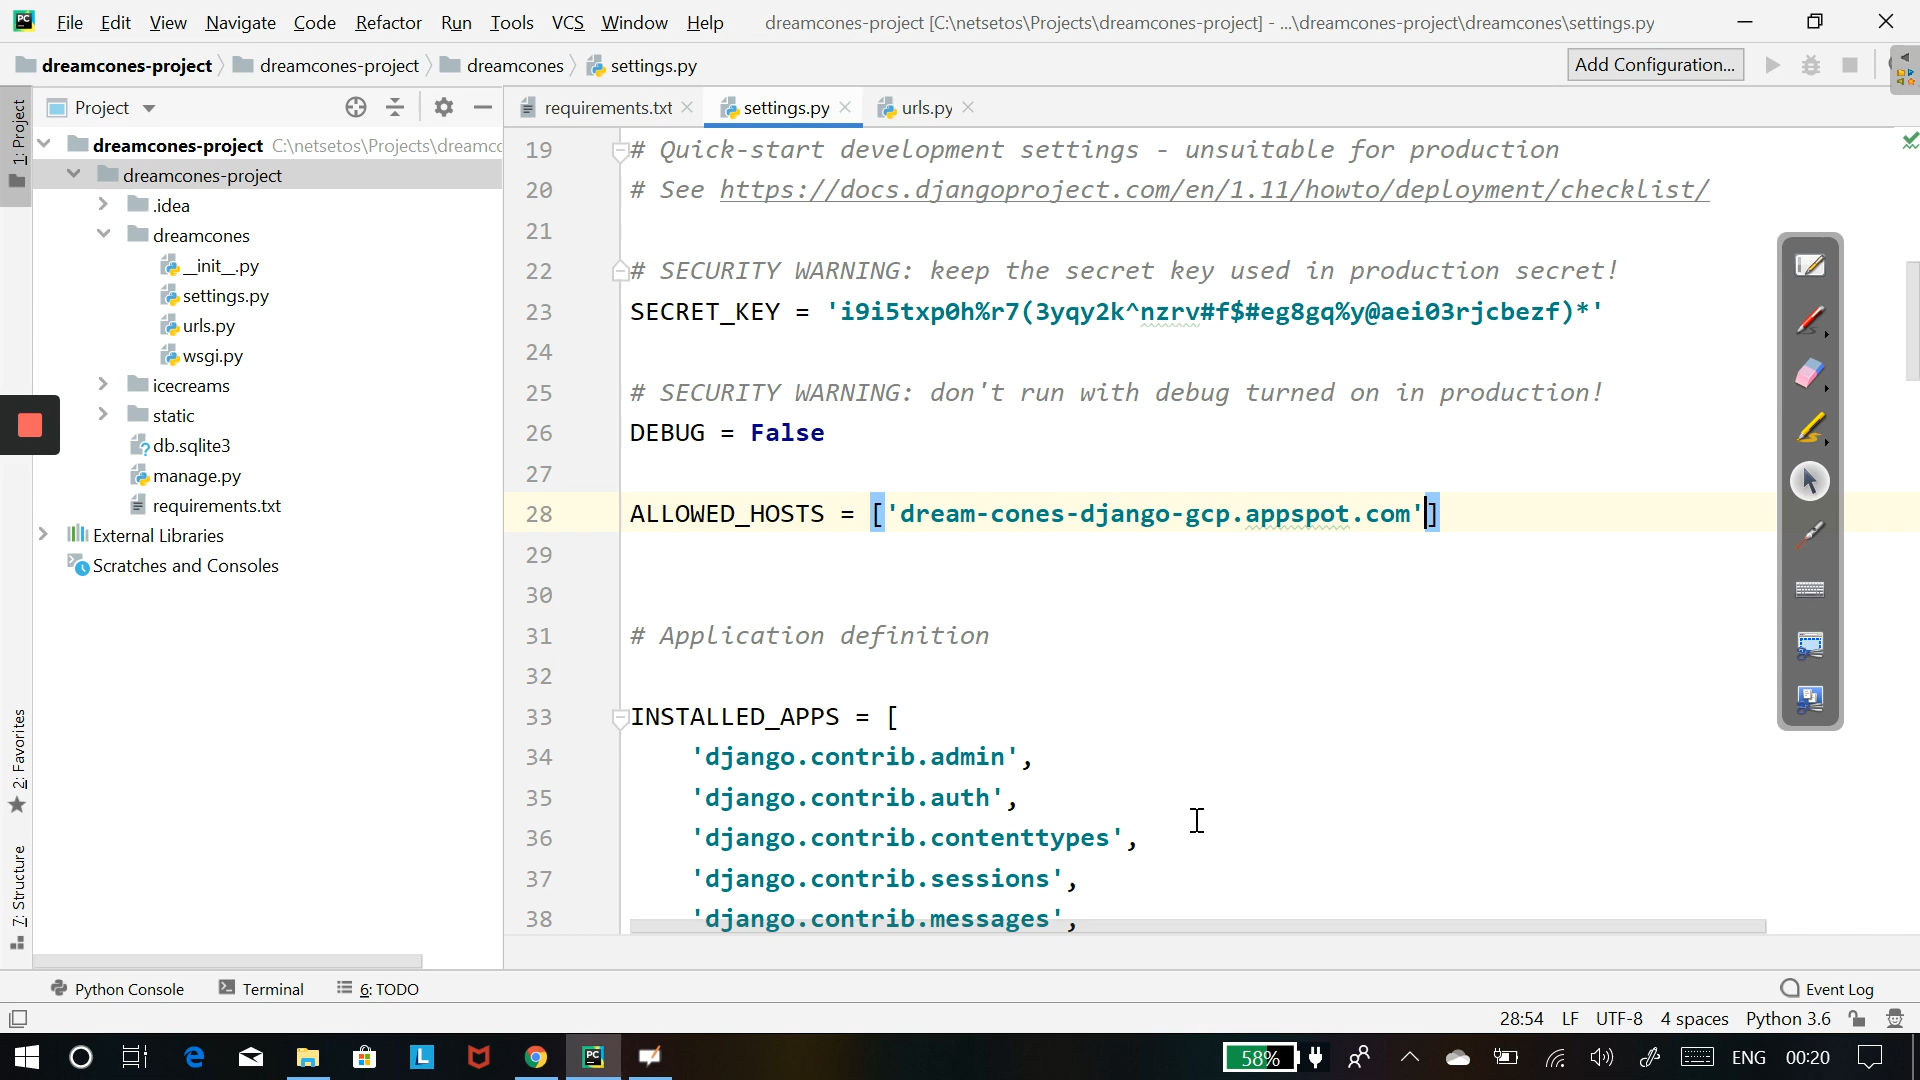 File Edit View Navigate Code Refactor Run Tools VCS Window Help dreamcones-project [C:\netsetos\Projects\dreamcones-project] - ...\dreamcones-project\dreamcones\settings.py
dreamcones-project dreamcones-project dreamcones settings.py Add Configuration...
1: Project
Project
requirements.txt settings.py urls.py
dreamcones-project C:\netsetos\Projects\dreamco
dreamcones-project
.idea
dreamcones
__init__.py
settings.py
urls.py
wsgi.py
icecreams
static
db.sqlite3
manage.py
requirements.txt
External Libraries
Scratches and Consoles
2: Favorites
7: Structure
19 # Quick-start development settings - unsuitable for production
20 # See https://docs.djangoproject.com/en/1.11/howto/deployment/checklist/
21
22 # SECURITY WARNING: keep the secret key used in production secret!
23 SECRET_KEY = 'i9i5txp0h%r7(3yqy2k^nzrv#f$#eg8gq%y@aei03rjcbezf)*'
24
25 # SECURITY WARNING: don't run with debug turned on in production!
26 DEBUG = False
27
28 ALLOWED_HOSTS = ['dream-cones-django-gcp.appspot.com']
29
30
31 # Application definition
32
33 INSTALLED_APPS = [
34 'django.contrib.admin',
35 'django.contrib.auth',
36 'django.contrib.contenttypes',
37 'django.contrib.sessions',
38 'django.contrib.messages',
Python Console Terminal 6: TODO Event Log
28:54 LF UTF-8 4 spaces Python 3.6
58% ENG 00:20